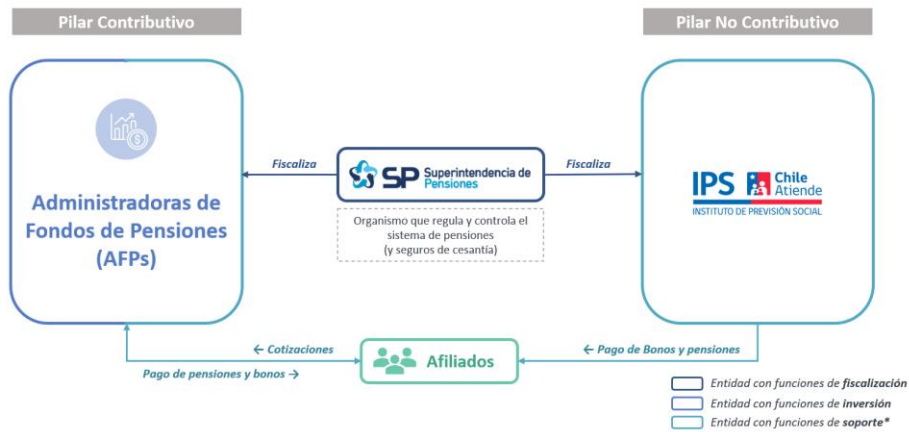 Pilar Contributivo
Pilar No Contributivo
Fiscaliza
SP Superintendencia de
Pensiones
Fiscaliza
IPS Chile
Atiende
INSTITUTO DE PREVISIÓN SOCIAL
Administradoras de
Fondos de Pensiones
(AFPs)
Organismo que regula y controla el
sistema de pensiones
(y seguros de cesantía)
← Cotizaciones
Pago de pensiones y bonos →
Afiliados
← Pago de Bonos y pensiones
Entidad con funciones de fiscalización
Entidad con funciones de inversión
Entidad con funciones de soporte*